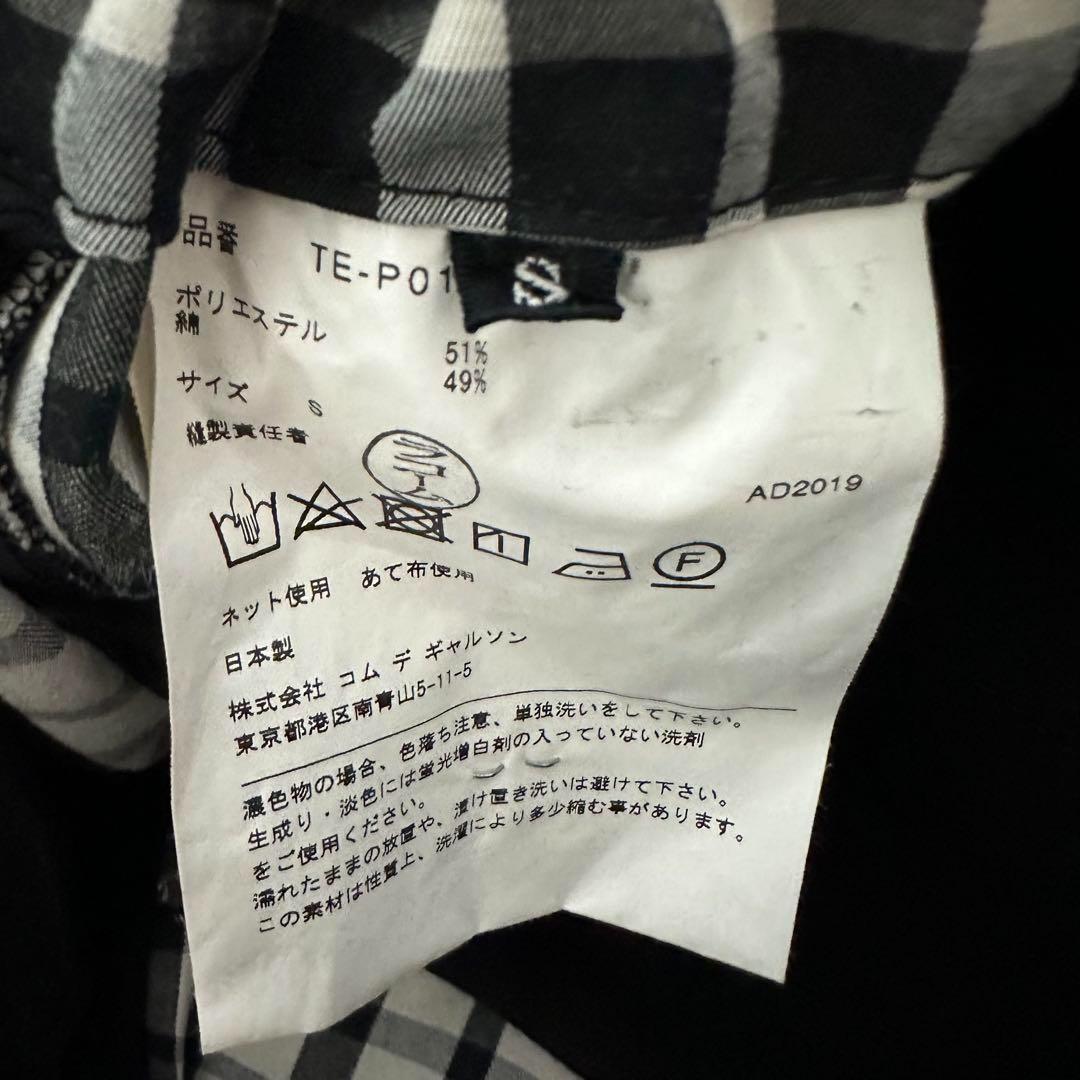 品番 TE-P01
S
ポリエステル 51%
綿 49%
サイズ S
縫製責任者
AD2019
F
ネット使用 あて布使用
日本製
株式会社 コム デ ギャルソン
東京都港区南青山5-11-5
濃色物の場合、色落ち注意、単独洗いをして下さい。
生成り・淡色には蛍光増白剤の入っていない洗剤
をご使用ください。
濡れたままの放置や、漬け置き洗いは避けて下さい。
この素材は性質上、洗濯により多少縮む事があります。